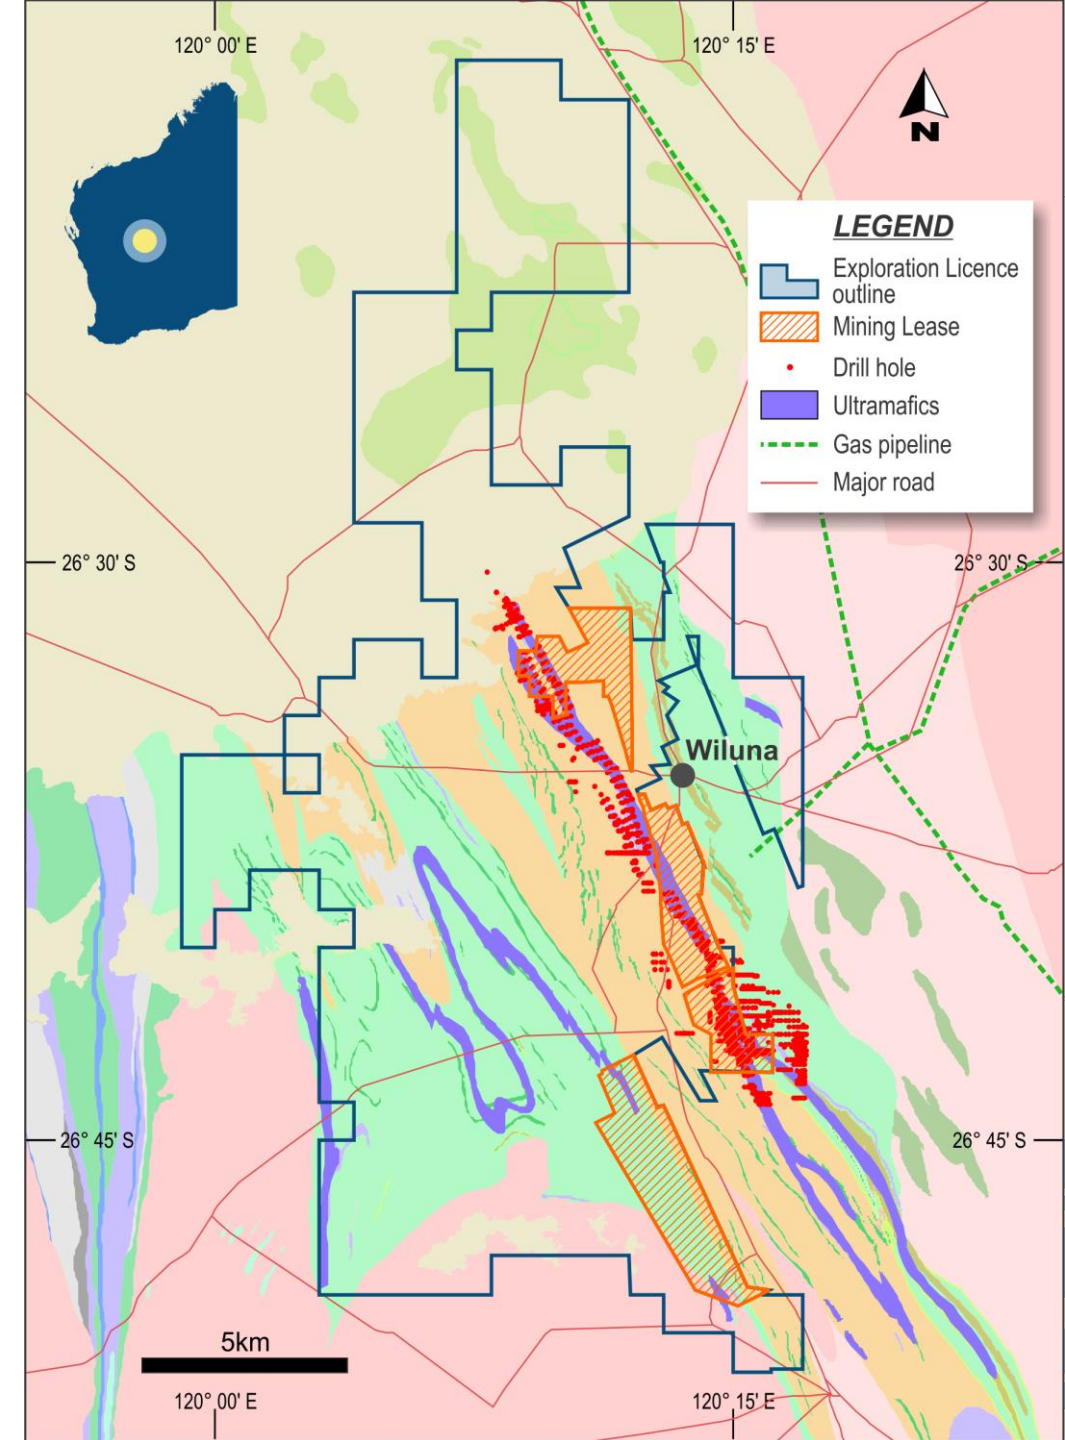 120° 00' E
120° 15' E
N
LEGEND
Exploration Licence
outline
Mining Lease
Drill hole
Ultramafics
Gas pipeline
Major road
26° 30' S
26° 30' S
Wiluna
26° 45' S
26° 45' S
5km
120° 00' E
120° 15' E